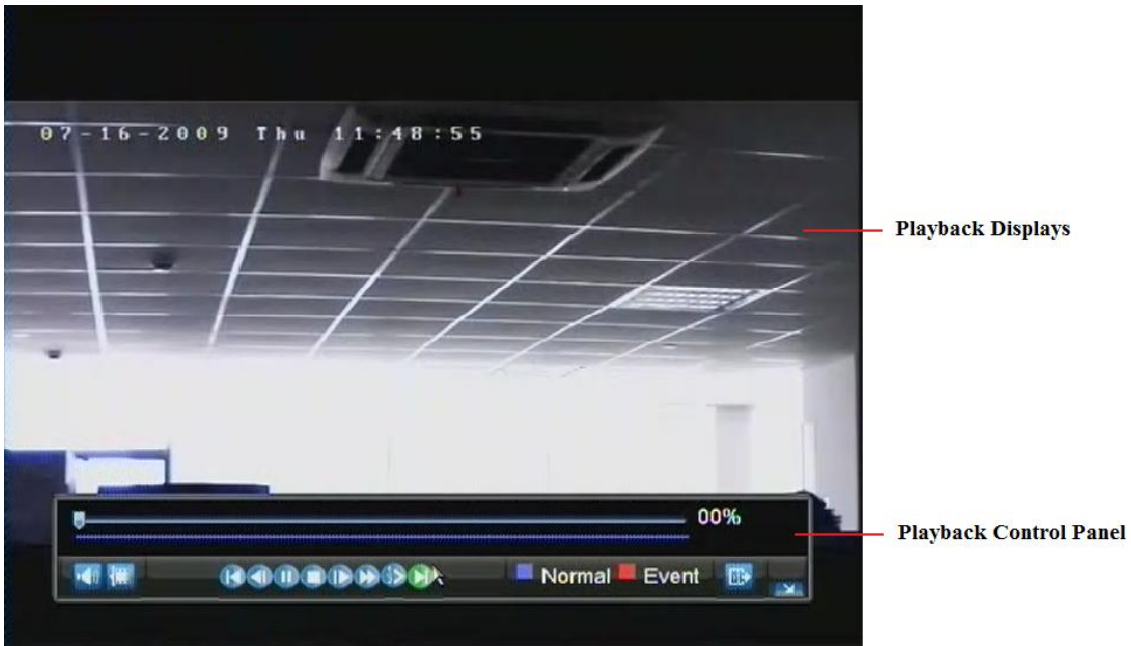 07-16-2009 Thu 11:48:55
Playback Displays
00%
Playback Control Panel
Normal Event